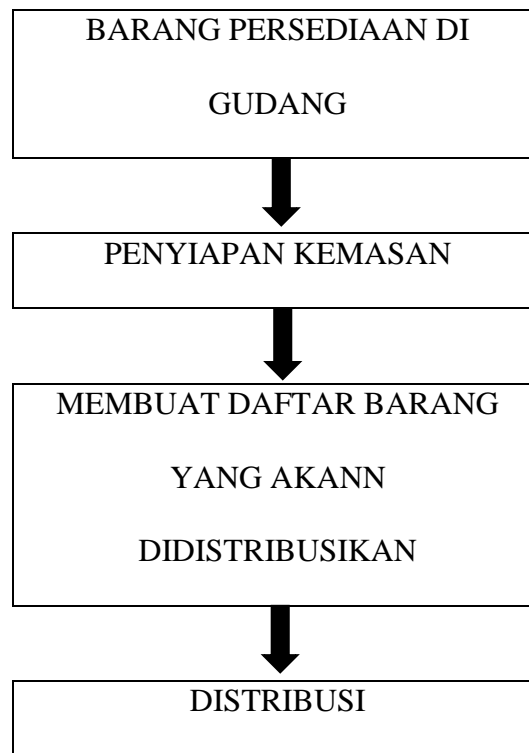 BARANG PERSEDIAAN DI
GUDANG
PENYIAPAN KEMASAN
MEMBUAT DAFTAR BARANG
YANG AKANN
DIDISTRIBUSIKAN
DISTRIBUSI